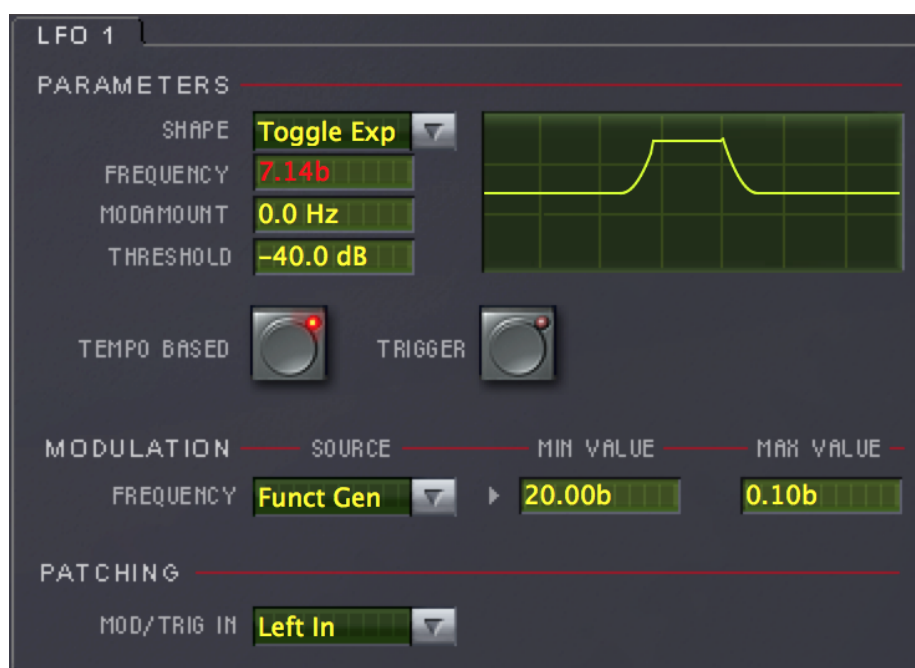 LFO 1
PARAMETERS
SHAPE Toggle Exp
FREQUENCY 7.14b
MODAMOUNT 0.0 Hz
THRESHOLD -40.0 dB
TEMPO BASED TRIGGER
MODULATION SOURCE MIN VALUE MAX VALUE
FREQUENCY Funct Gen 20.00b 0.10b
PATCHING
MOD/TRIG IN Left In